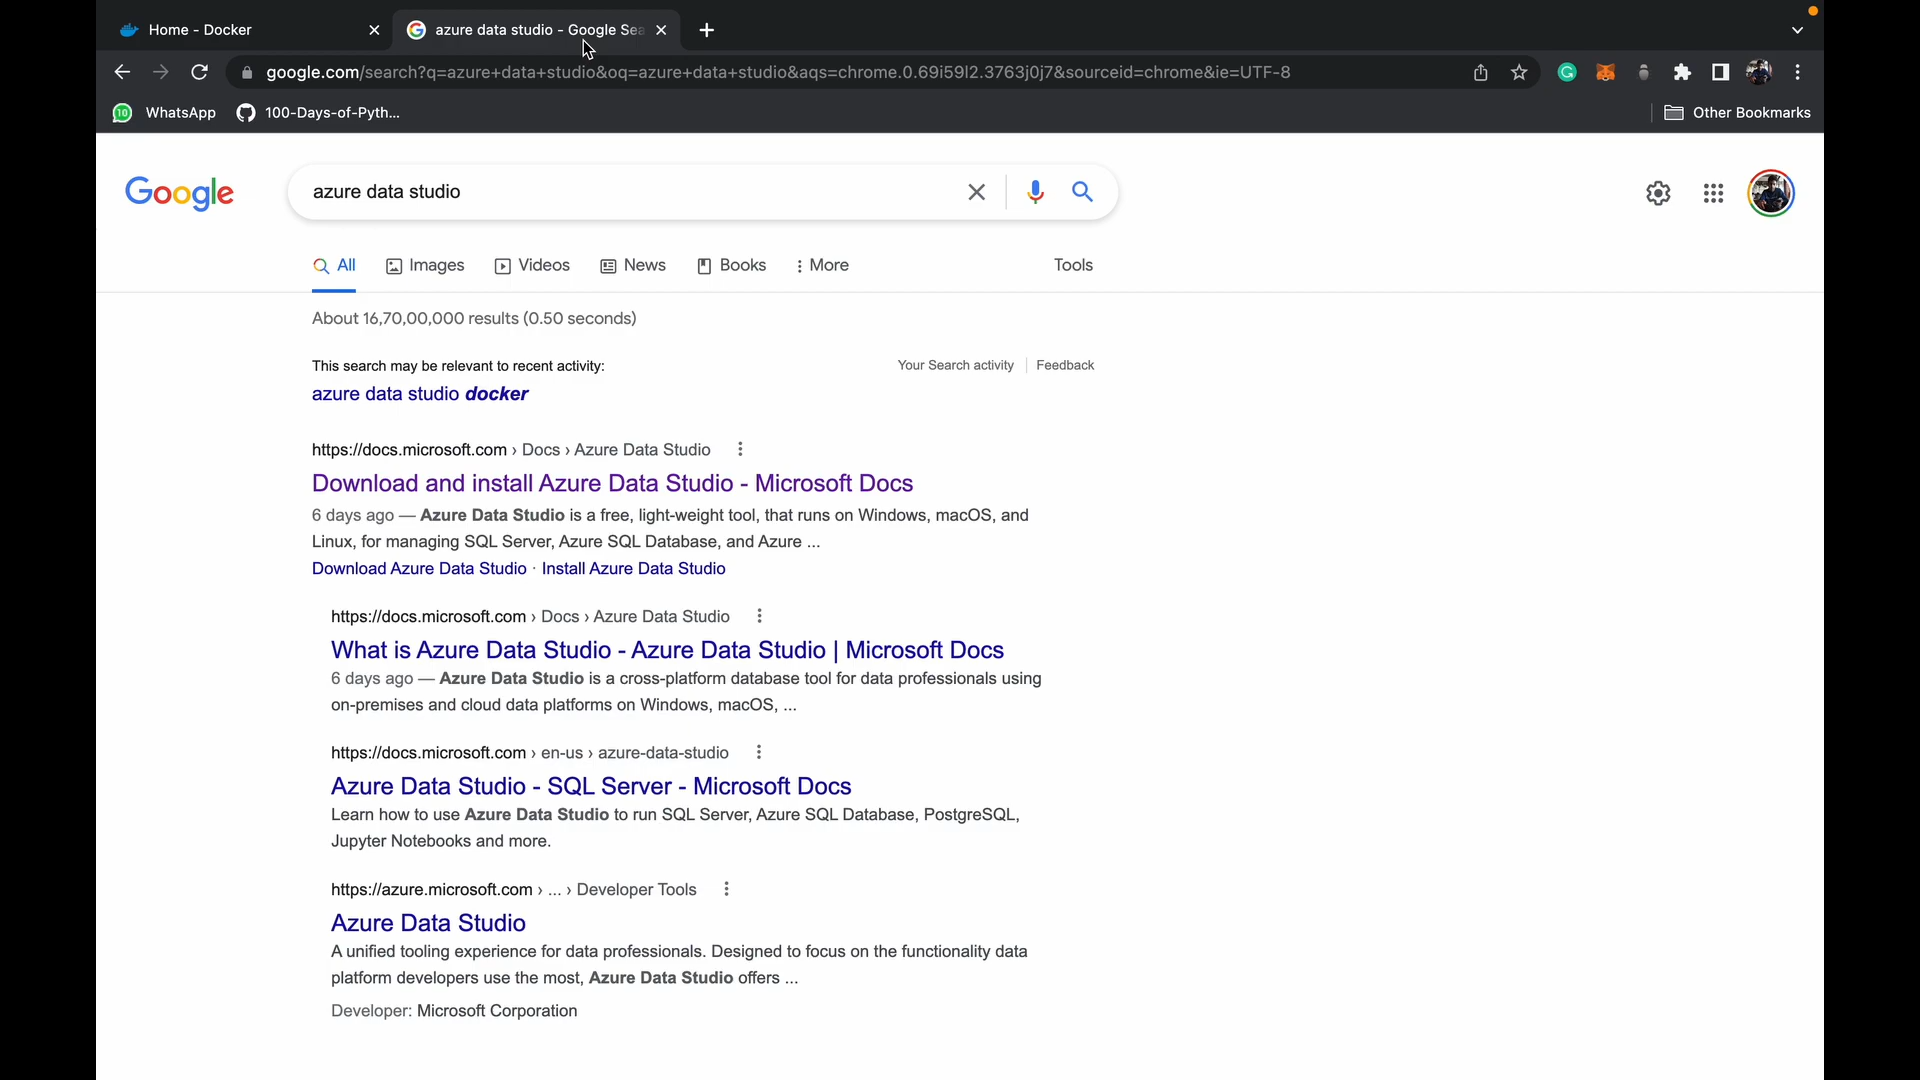 Home - Docker
azure data studio - Google Sea
google.com/search?q=azure+data+studio&oq=azure+data+studio&aqs=chrome.0.69i59l2.3763j0j7&sourceid=chrome&ie=UTF-8
10 WhatsApp
100-Days-of-Pyth...
Other Bookmarks
Google
azure data studio
All
Images
Videos
News
Books
More
Tools
About 16,70,00,000 results (0.50 seconds)
This search may be relevant to recent activity:
Your Search activity
Feedback
azure data studio docker
https://docs.microsoft.com › Docs › Azure Data Studio
Download and install Azure Data Studio - Microsoft Docs
6 days ago — Azure Data Studio is a free, light-weight tool, that runs on Windows, macOS, and
Linux, for managing SQL Server, Azure SQL Database, and Azure ...
Download Azure Data Studio · Install Azure Data Studio
https://docs.microsoft.com › Docs › Azure Data Studio
What is Azure Data Studio - Azure Data Studio | Microsoft Docs
6 days ago — Azure Data Studio is a cross-platform database tool for data professionals using
on-premises and cloud data platforms on Windows, macOS, ...
https://docs.microsoft.com › en-us › azure-data-studio
Azure Data Studio - SQL Server - Microsoft Docs
Learn how to use Azure Data Studio to run SQL Server, Azure SQL Database, PostgreSQL,
Jupyter Notebooks and more.
https://azure.microsoft.com › ... › Developer Tools
Azure Data Studio
A unified tooling experience for data professionals. Designed to focus on the functionality data
platform developers use the most, Azure Data Studio offers ...
Developer: Microsoft Corporation